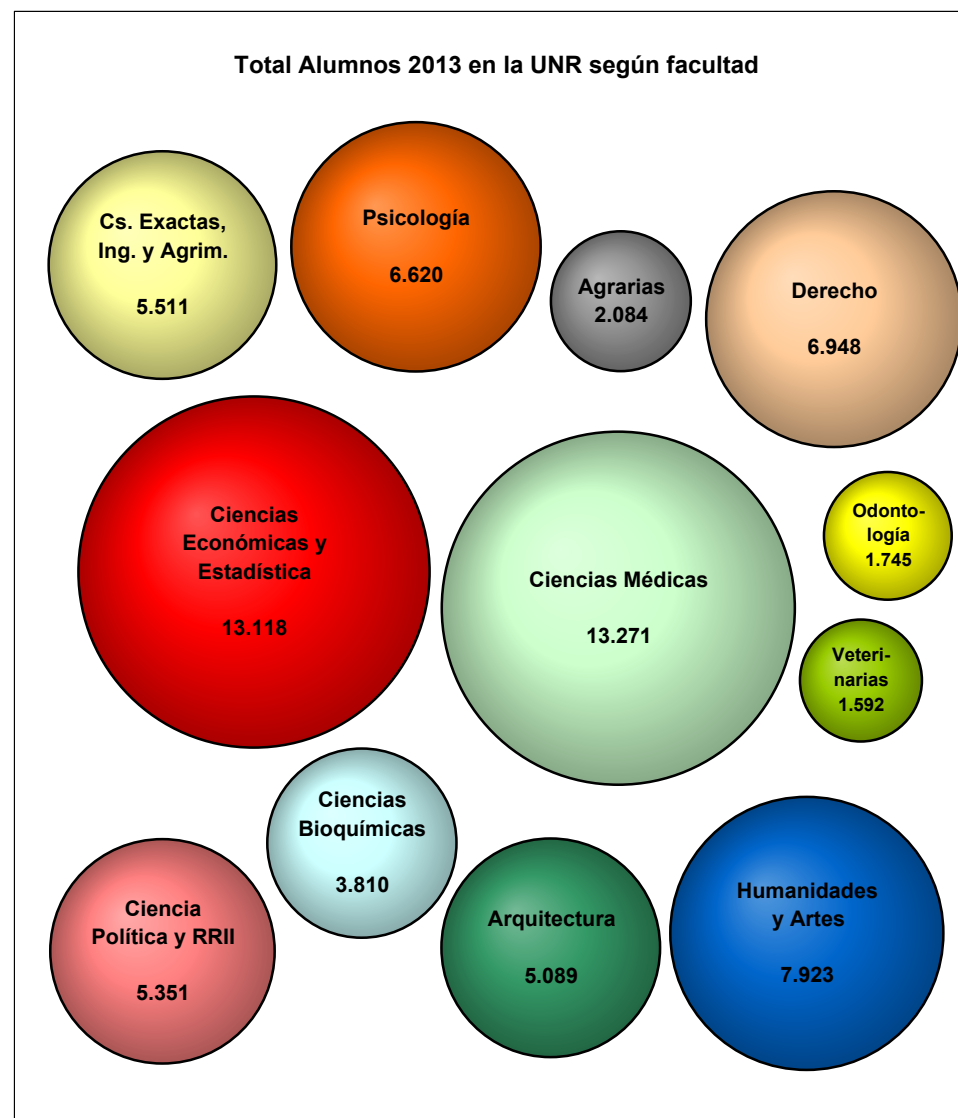 Total Alumnos 2013 en la UNR según facultad
Cs. Exactas,
Ing. y Agrim.
5.511
Psicología
6.620
Agrarias
2.084
Derecho
6.948
Ciencias
Económicas y
Estadística
13.118
Ciencias Médicas
13.271
Odonto-
logía
1.745
Veteri-
narias
1.592
Ciencia
Política y RRII
5.351
Ciencias
Bioquímicas
3.810
Arquitectura
5.089
Humanidades
y Artes
7.923